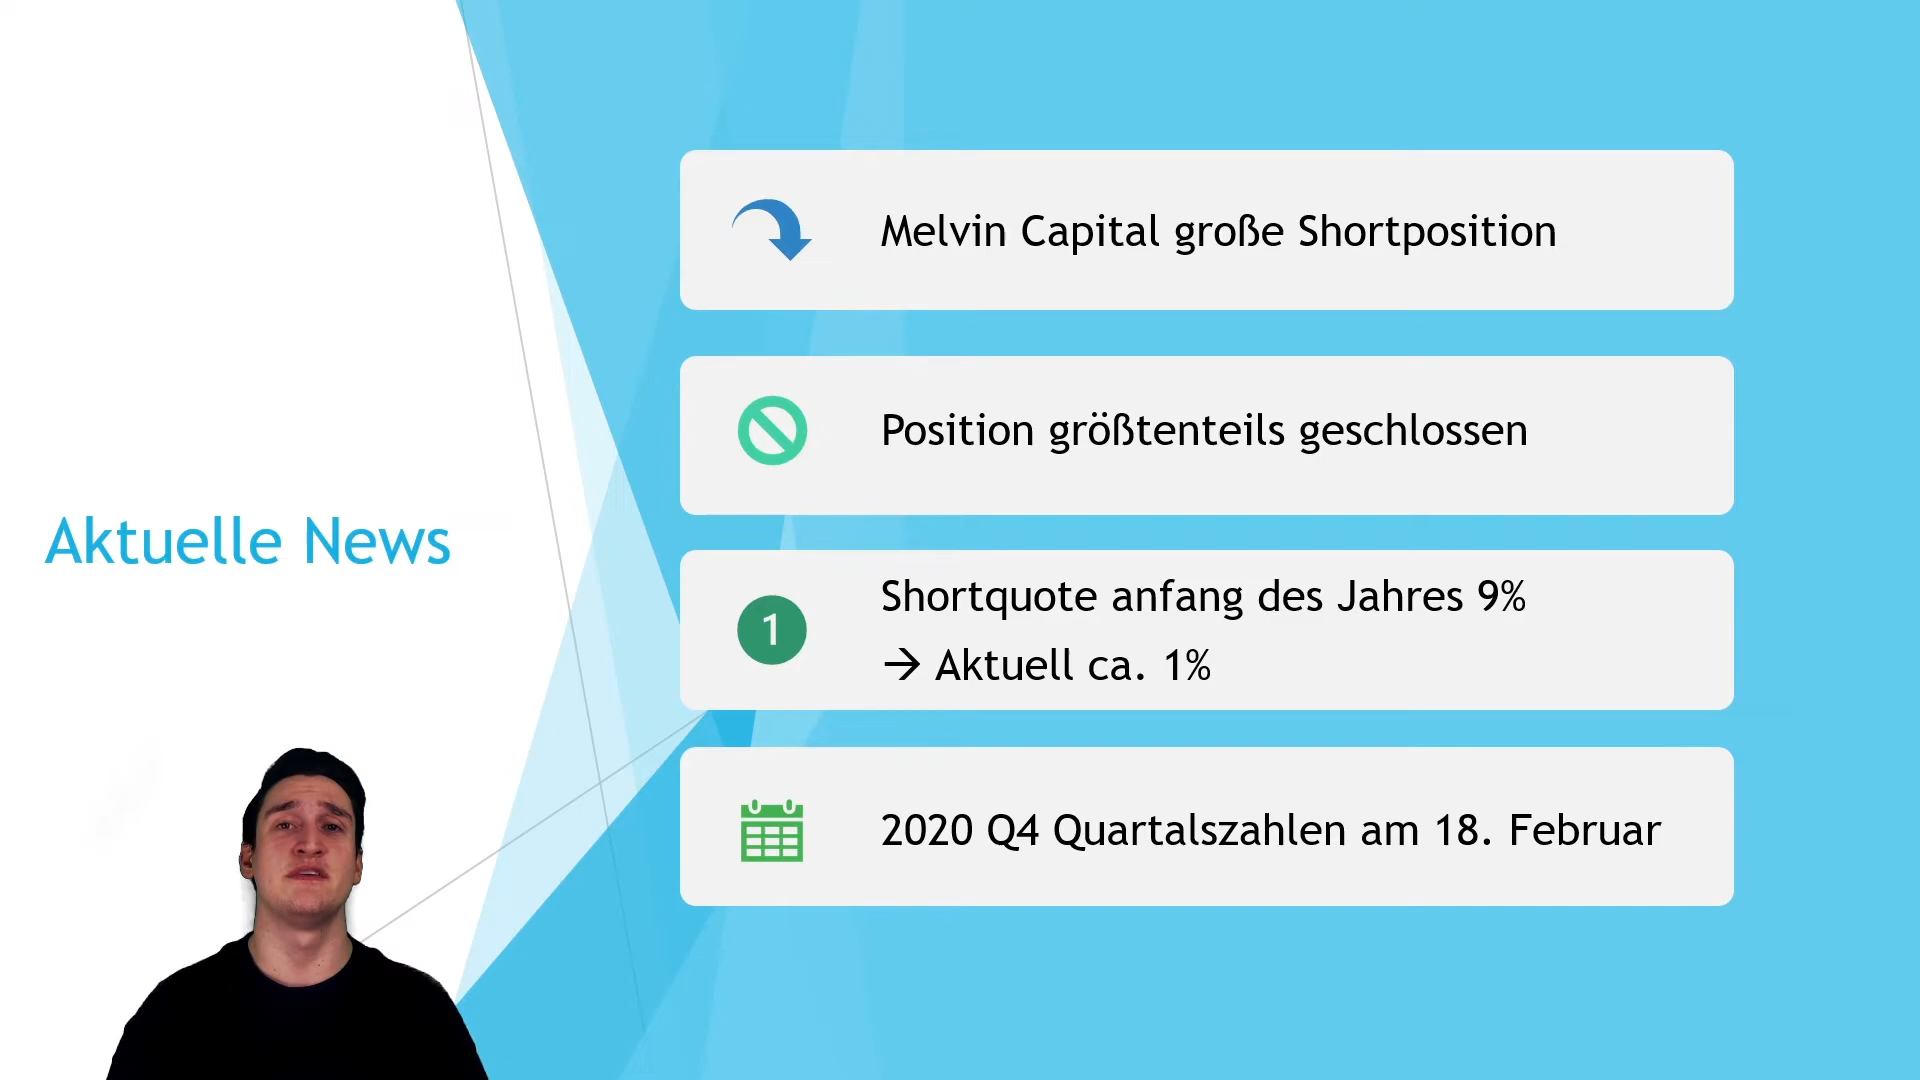 Aktuelle News
Melvin Capital große Shortposition
Position größtenteils geschlossen
1
Shortquote anfang des Jahres 9%
→ Aktuell ca. 1%
2020 Q4 Quartalszahlen am 18. Februar